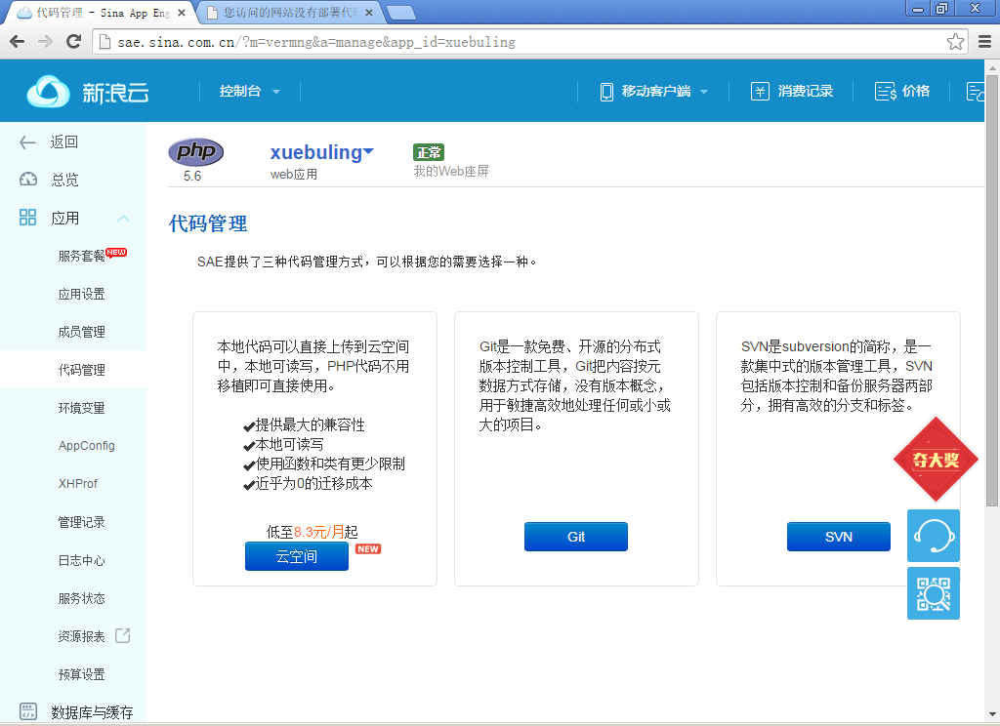 代码管理 - Sina App Eng
您访问的网站没有部署代
sae.sina.com.cn/?m=vermng&a=manage&app_id=xuebuling
新浪云
控制台
移动客户端
消费记录
价格
返回
总览
应用
服务套餐 NEW
应用设置
成员管理
代码管理
环境变量
AppConfig
XHProf
管理记录
日志中心
服务状态
资源报表
预算设置
数据库与缓存
php
5.6
xuebuling
web应用
正常
我的Web座屏
代码管理
SAE提供了三种代码管理方式，可以根据您的需要选择一种。
本地代码可以直接上传到云空间
中，本地可读写，PHP代码不用
移植即可直接使用。
✔提供最大的兼容性
✔本地可读写
✔使用函数和类有更少限制
✔近乎为0的迁移成本
低至8.3元/月起
云空间
NEW
Git是一款免费、开源的分布式
版本控制工具，Git把内容按元
数据方式存储，没有版本概念，
用于敏捷高效地处理任何或小或
大的项目。
Git
SVN是subversion的简称，是一
款集中式的版本管理工具，SVN
包括版本控制和备份服务器两部
分，拥有高效的分支和标签。
SVN
夺大奖